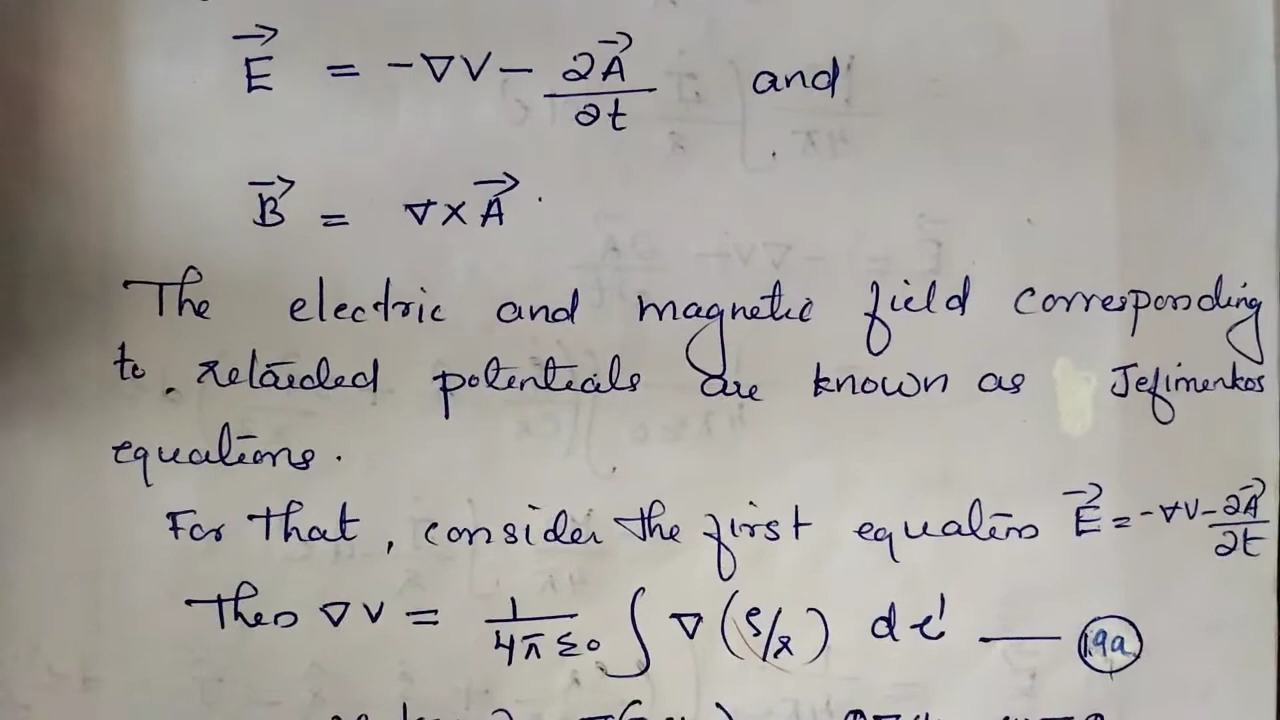 E⃗ = -∇V - ∂A⃗/∂t and
B⃗ = ∇×A⃗.
The electric and magnetic field corresponding
to retarded potentials are known as Jefimenkos
equations.
For that, consider the first equation E⃗ = -∇V - ∂A⃗/∂t
Then ∇V = 1/4πε₀ ∫ ∇(ρ/r) dτ' — 19a